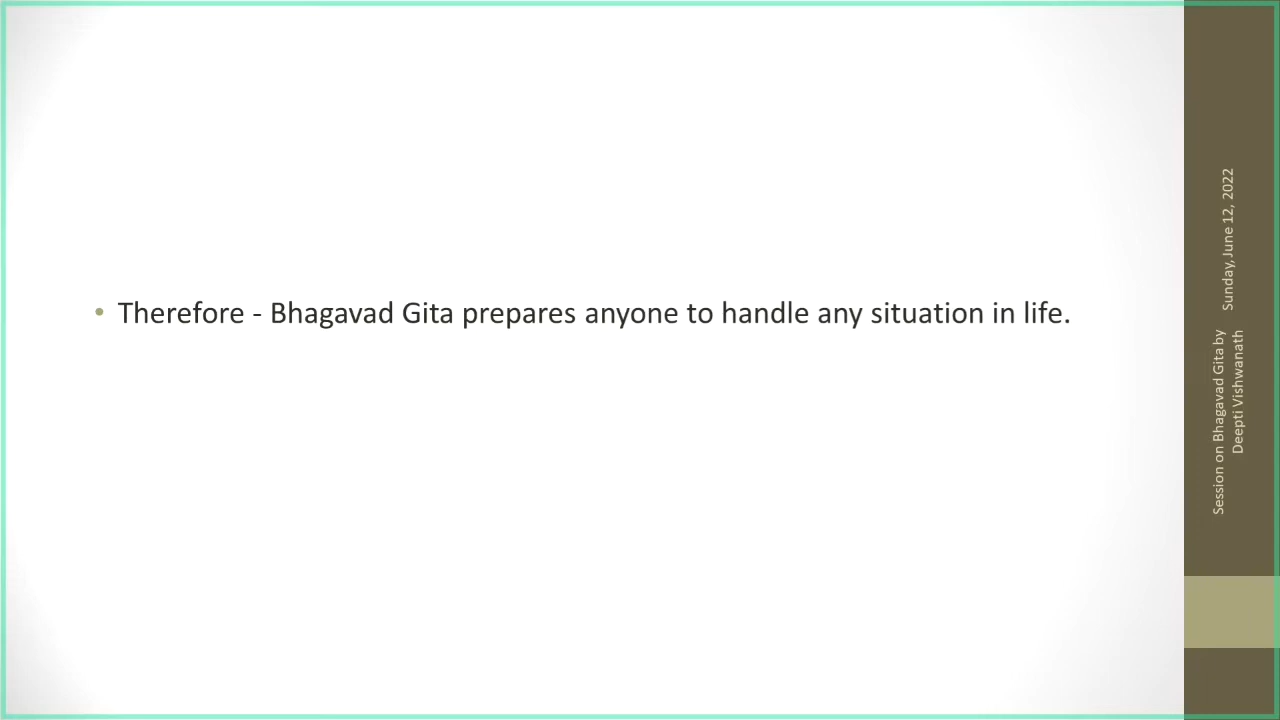 • Therefore - Bhagavad Gita prepares anyone to handle any situation in life.
Sunday, June 12, 2022
Session on Bhagavad Gita by
Deepti Vishwanath